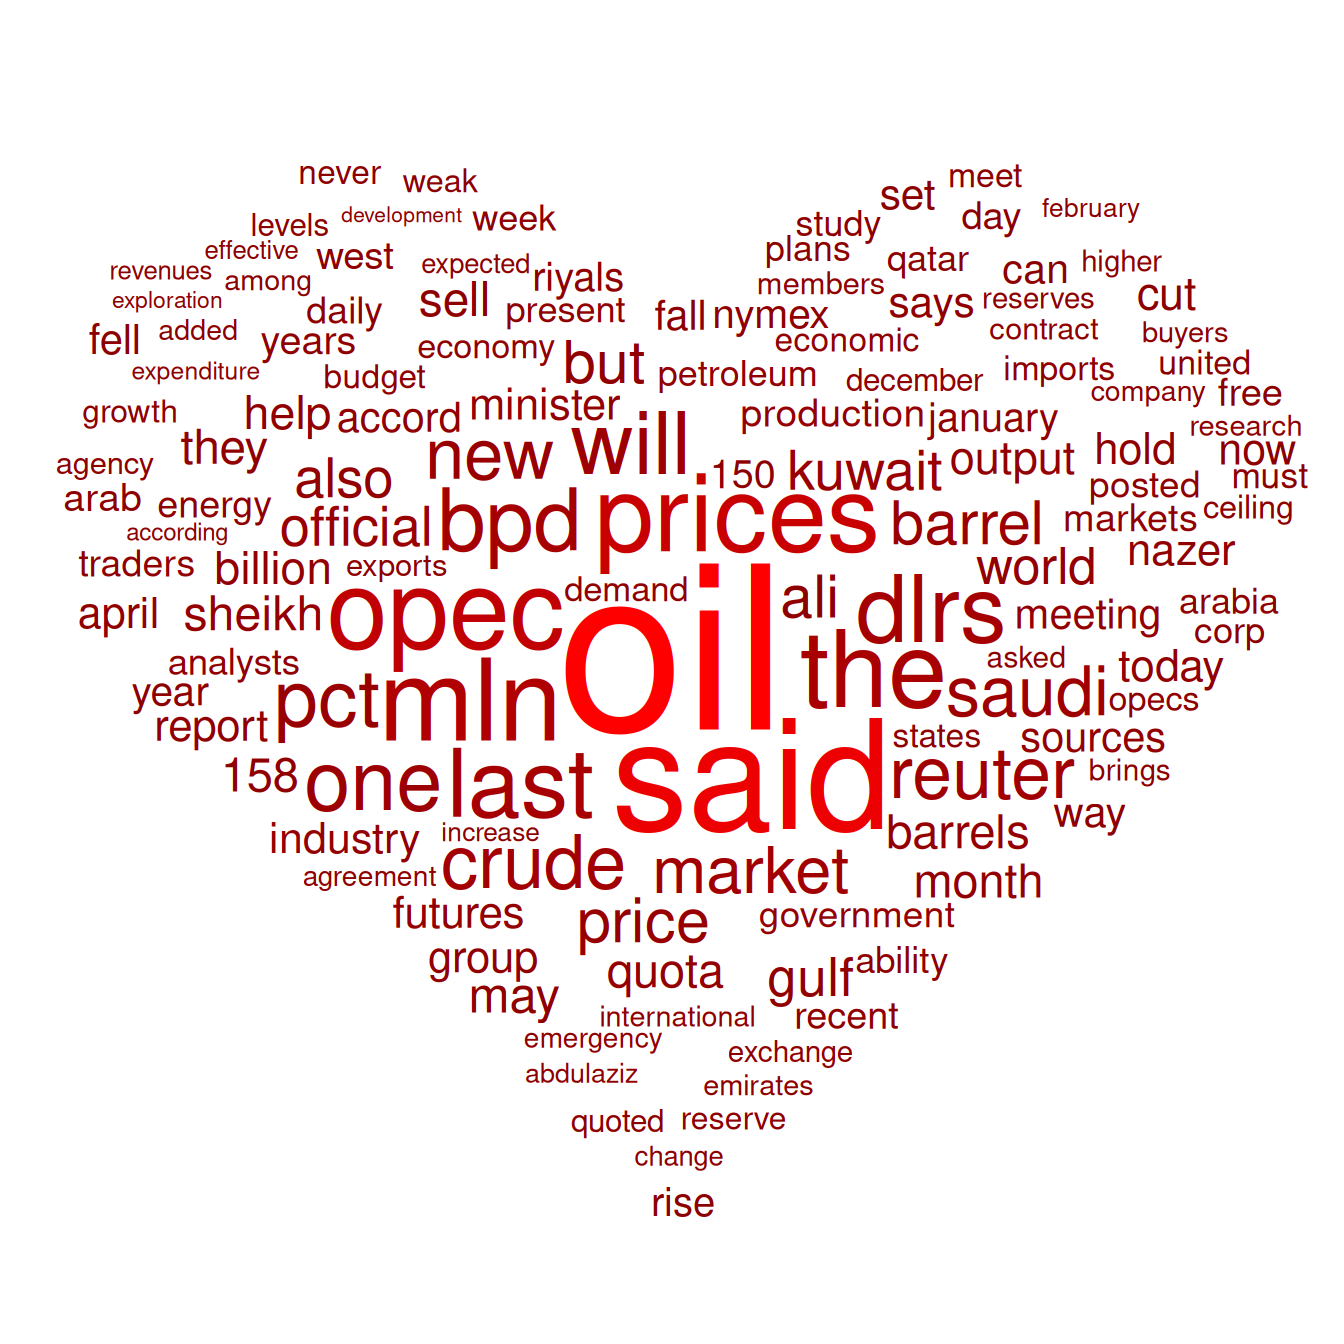 never weak meet
set
levels development week study day february
effective west plans
revenues among expected riyals members qatar can higher
exploration daily sell present fall nymex says reserves cut
fell added years economy but economic contract buyers
expenditure budget petroleum december imports united
growth help accord minister production january company free
they new will output hold research now
agency also 150 kuwait posted must
arab energy official bpd prices barrel markets ceiling
according
traders billion exports world nazer
april sheikh opec demand oil ali dlrs meeting arabia
corp
analysts the asked today
year pct mln saudi opecs
report states sources
158 one last said reuter brings
industry increase barrels way
agreement crude market month
futures price government
group quota gulf ability
may international recent
emergency exchange
abdulaziz emirates
quoted reserve
change
rise